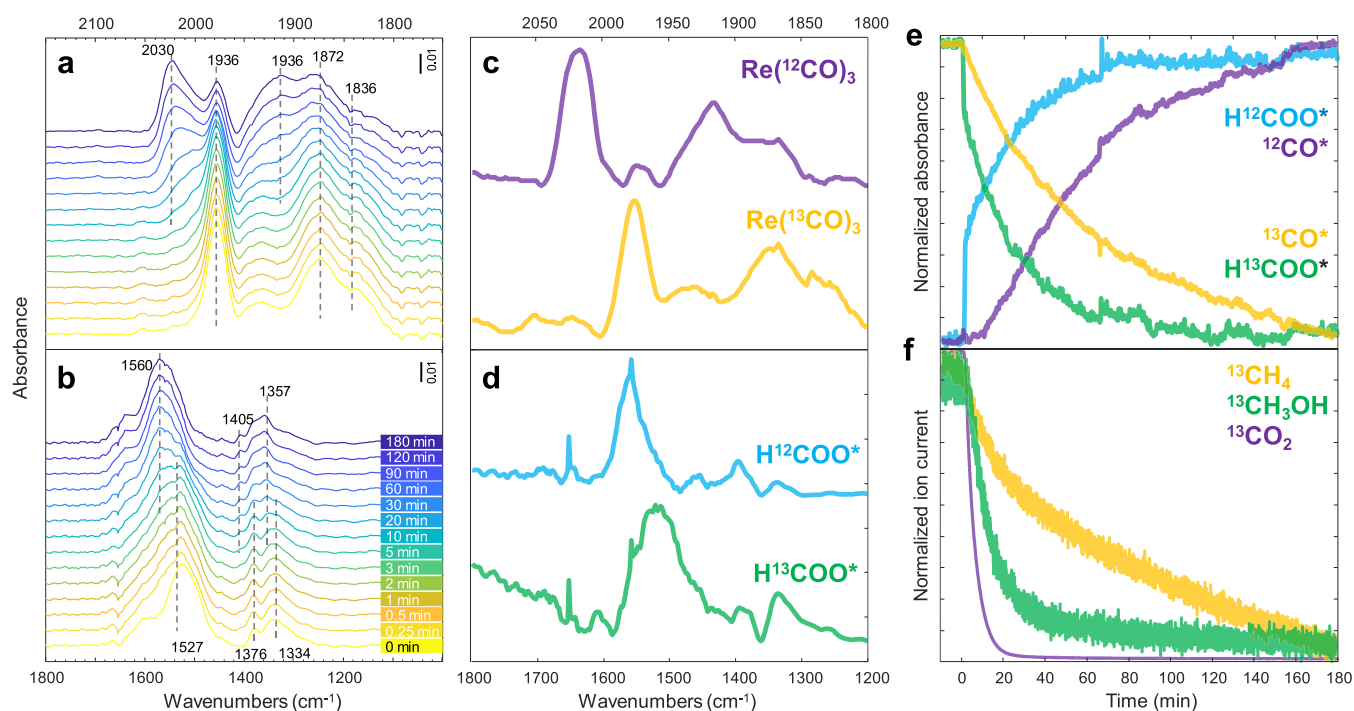 2100 2000 1900 1800
a
2030
1936
1936
1872
1836
0.01
Absorbance
b
1560
1405
1357
0.01
180 min
120 min
90 min
60 min
30 min
20 min
10 min
5 min
3 min
2 min
1 min
0.5 min
0.25 min
0 min
1527
1376
1334
1800 1600 1400 1200
Wavenumbers (cm⁻¹)
2050 2000 1950 1900 1850 1800
c
Re(¹²CO)₃
Re(¹³CO)₃
d
H¹²COO*
H¹³COO*
1800 1700 1600 1500 1400 1300 1200
Wavenumbers (cm⁻¹)
e
Normalized absorbance
H¹²COO*
¹²CO*
¹³CO*
H¹³COO*
f
Normalized ion current
¹³CH₄
¹³CH₃OH
¹³CO₂
0 20 40 60 80 100 120 140 160 180
Time (min)